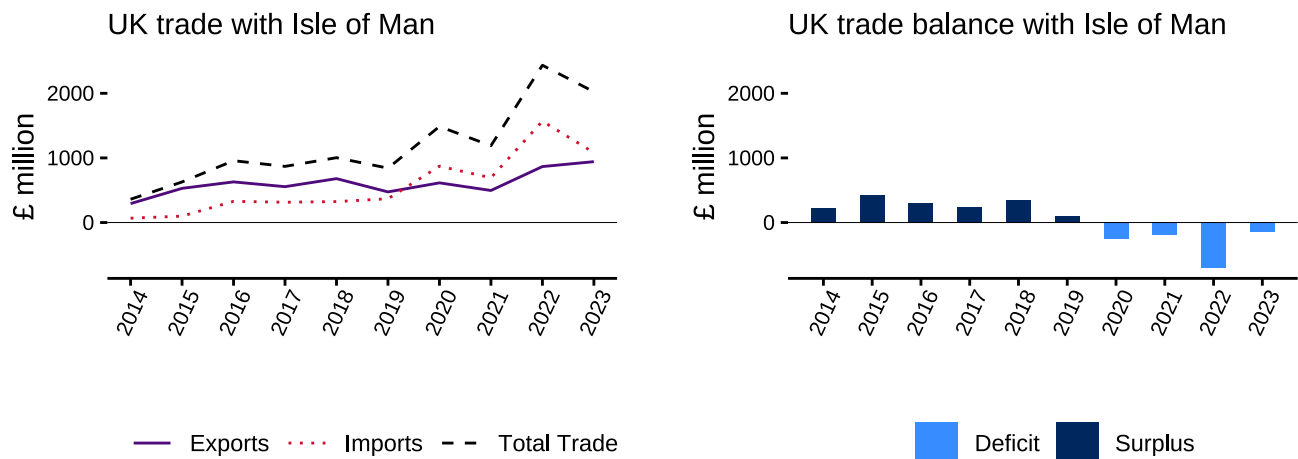 UK trade with Isle of Man
£ million
2000
1000
0
2014 2015 2016 2017 2018 2019 2020 2021 2022 2023
Exports Imports Total Trade
UK trade balance with Isle of Man
£ million
2000
1000
0
2014 2015 2016 2017 2018 2019 2020 2021 2022 2023
Deficit Surplus